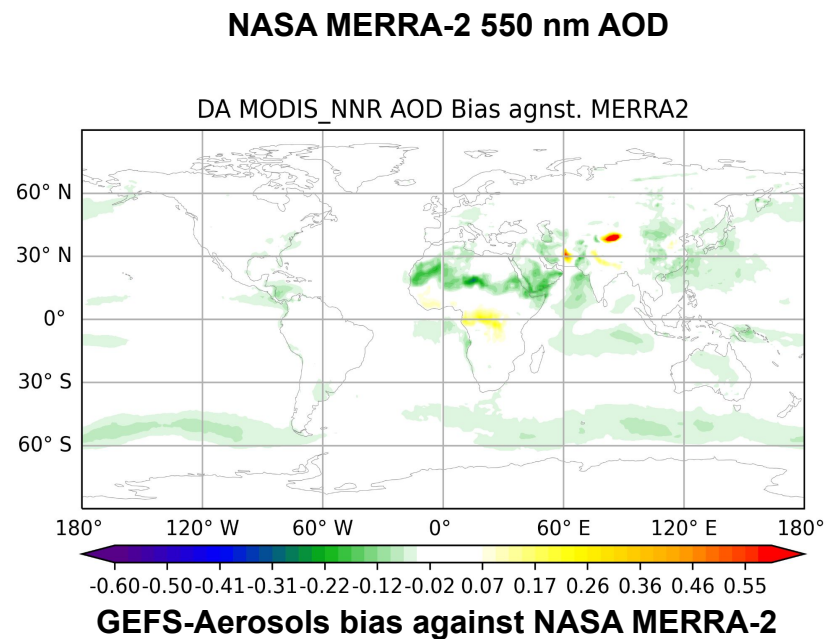 NASA MERRA-2 550 nm AOD
DA MODIS_NNR AOD Bias agnst. MERRA2
60° N
30° N
0°
30° S
60° S
180° 120° W 60° W 0° 60° E 120° E 180°
-0.60 -0.50 -0.41 -0.31 -0.22 -0.12 -0.02 0.07 0.17 0.26 0.36 0.46 0.55
GEFS-Aerosols bias against NASA MERRA-2